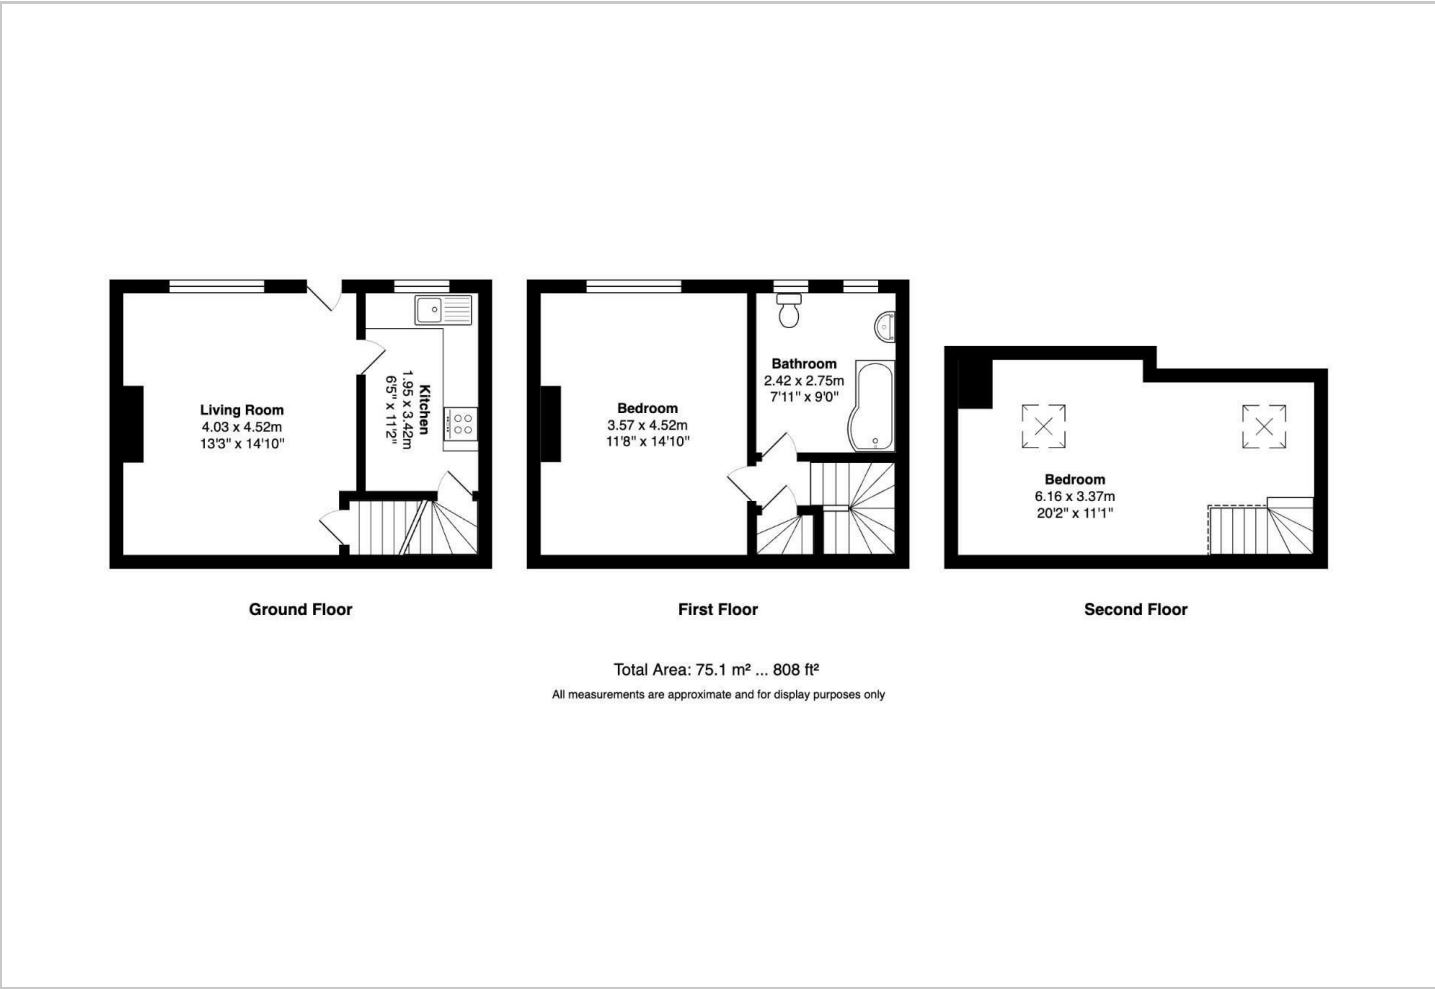 Living Room
4.03 x 4.52m
13'3" x 14'10"
Kitchen
1.95 x 3.42m
6'5" x 11'2"
Ground Floor
Bedroom
3.57 x 4.52m
11'8" x 14'10"
Bathroom
2.42 x 2.75m
7'11" x 9'0"
First Floor
Bedroom
6.16 x 3.37m
20'2" x 11'1"
Second Floor
Total Area: 75.1 m² ... 808 ft²
All measurements are approximate and for display purposes only